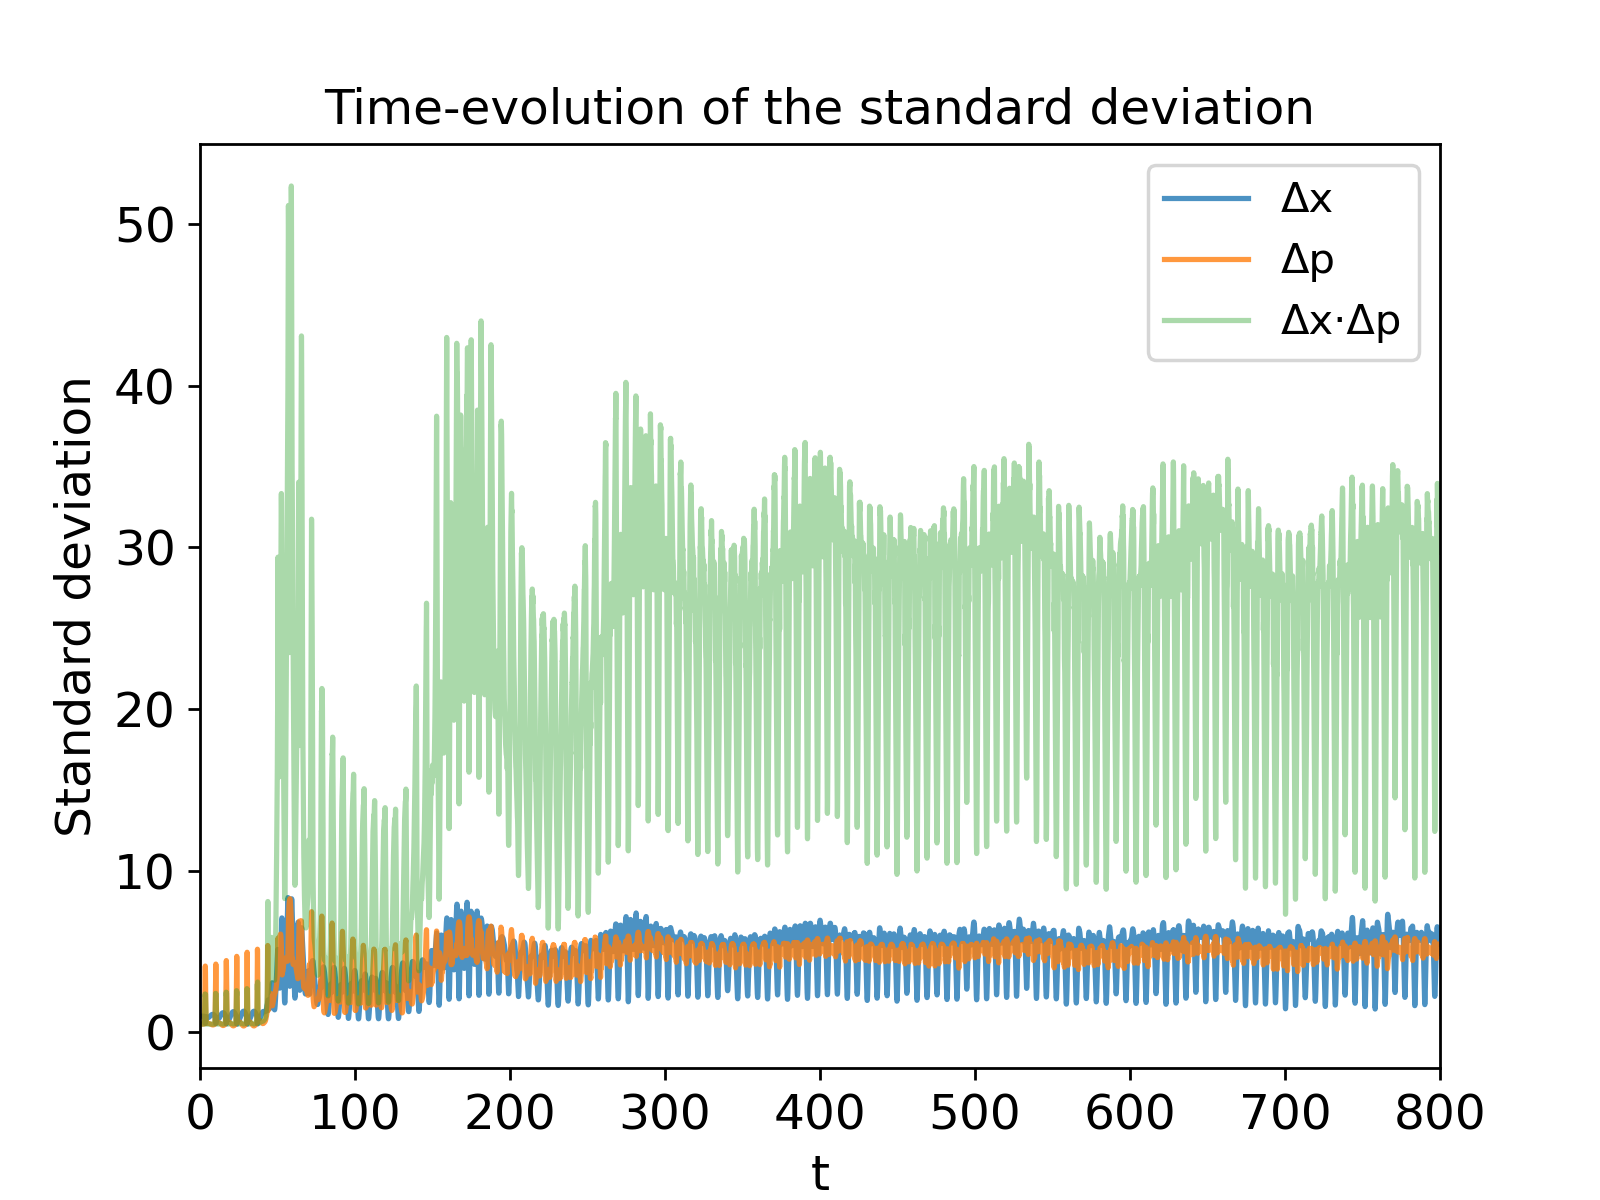 Time-evolution of the standard deviation
Δx
Δp
Δx·Δp
Standard deviation
50
40
30
20
10
0
0 100 200 300 400 500 600 700 800
t